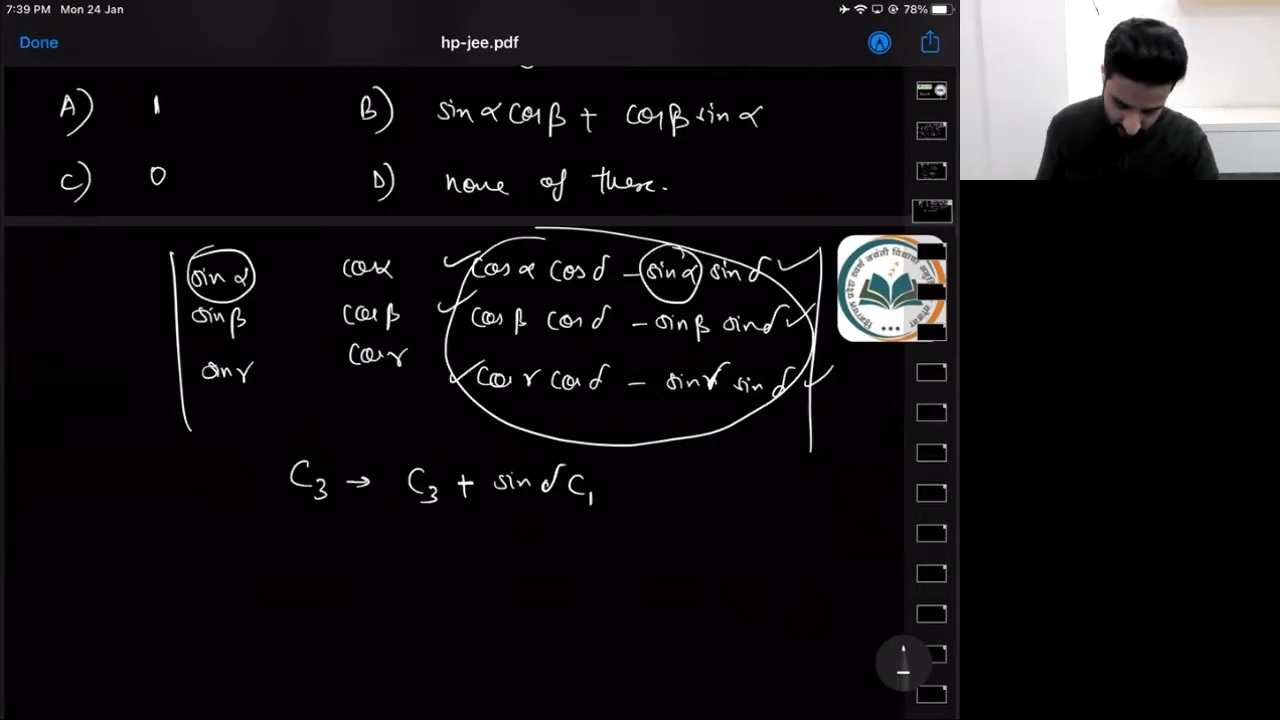 7:39 PM Mon 24 Jan 78%
Done hp-jee.pdf
A) 1 B) sin α cos β + cos β sin α
C) 0 D) none of these.
sin α cos α cos α cos δ – sin α sin δ
sin β cos β cos β cos δ – sin β sin δ
sin γ cos γ cos γ cos δ – sin γ sin δ
C₃ → C₃ + sin δ C₁